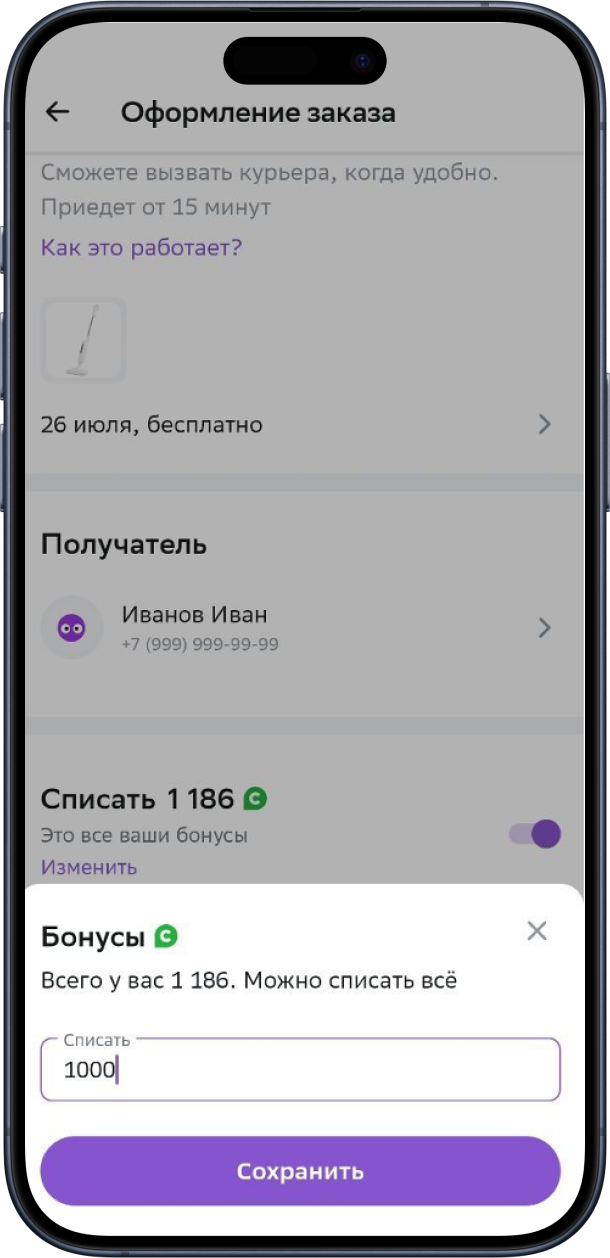 Оформление заказа
Сможете вызвать курьера, когда удобно.
Приедет от 15 минут
Как это работает?
26 июля, бесплатно
Получатель
Иванов Иван
+7 (999) 999-99-99
Списать 1 186
Это все ваши бонусы
Изменить
Бонусы
Всего у вас 1 186. Можно списать всё
Списать
1000
Сохранить